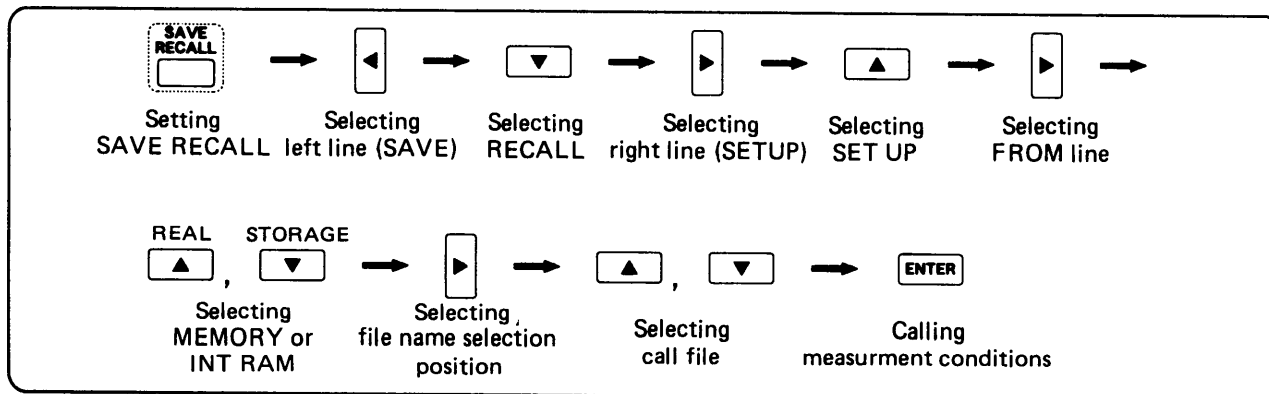 SAVE
RECALL
Setting
SAVE RECALL
Selecting
left line (SAVE)
Selecting
RECALL
Selecting
right line (SETUP)
Selecting
SET UP
Selecting
FROM line
REAL
STORAGE
,
Selecting
MEMORY or
INT RAM
Selecting
file name selection
position
,
Selecting
call file
ENTER
Calling
measurment conditions